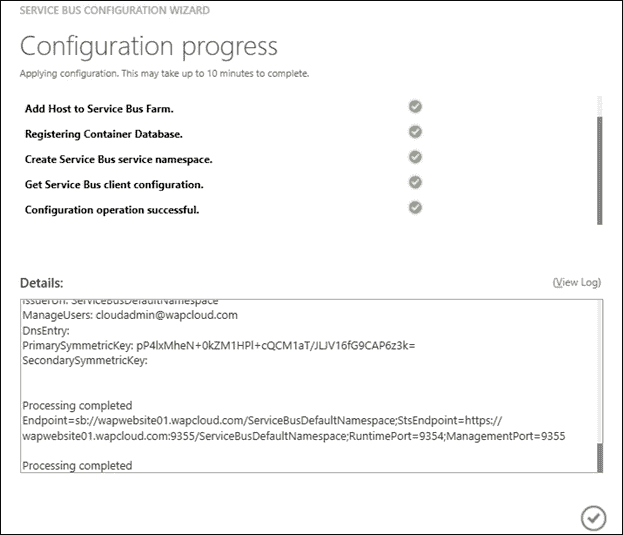 SERVICE BUS CONFIGURATION WIZARD
Configuration progress
Applying configuration. This may take up to 10 minutes to complete.
Add Host to Service Bus Farm.
Registering Container Database.
Create Service Bus service namespace.
Get Service Bus client configuration.
Configuration operation successful.
Details:
(View Log)
IssuerUri: ServiceBusDefaultNamespace
ManageUsers: cloudadmin@wapcloud.com
DnsEntry:
PrimarySymmetricKey: pP4lxMheN+0kZM1HPl+cQCM1aT/JLJV16fG9CAP6z3k=
SecondarySymmetricKey:
Processing completed
Endpoint=sb://wapwebsite01.wapcloud.com/ServiceBusDefaultNamespace;StsEndpoint=https://
wapwebsite01.wapcloud.com:9355/ServiceBusDefaultNamespace;RuntimePort=9354;ManagementPort=9355
Processing completed